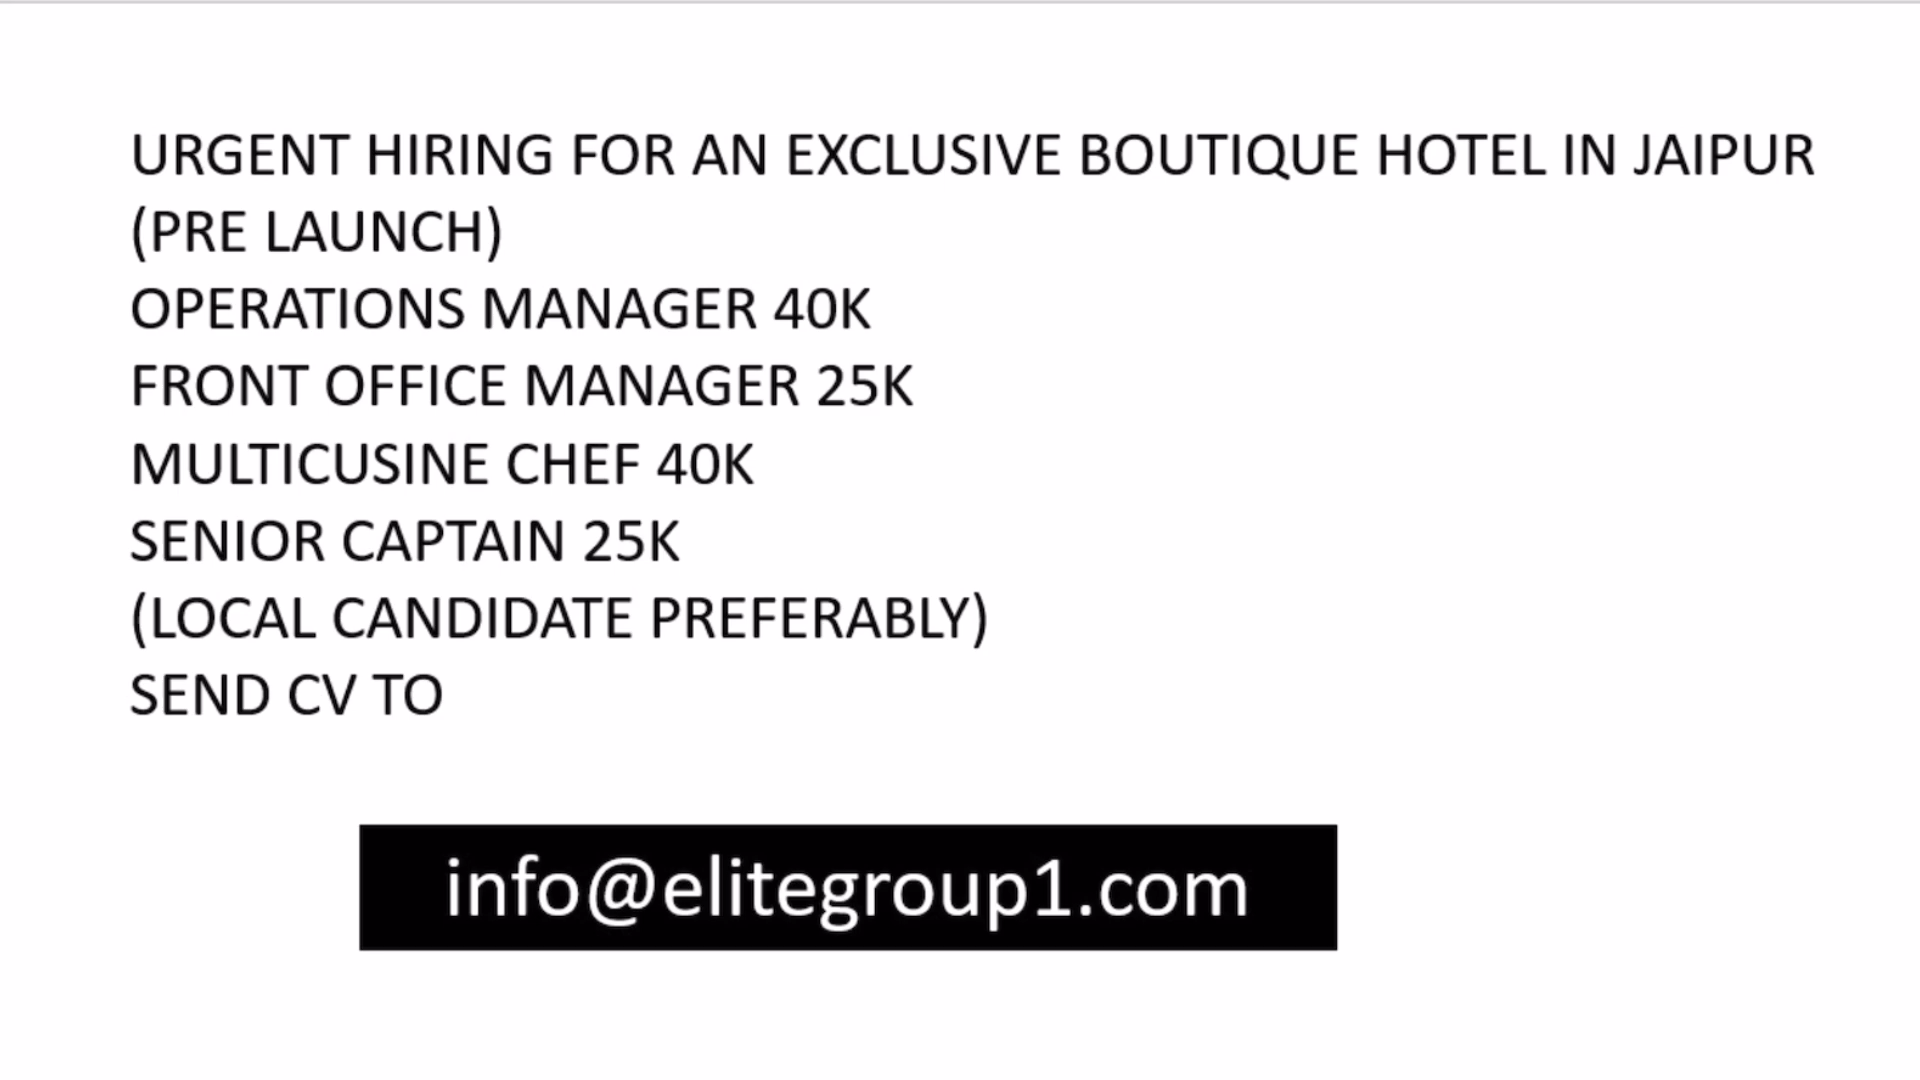 URGENT HIRING FOR AN EXCLUSIVE BOUTIQUE HOTEL IN JAIPUR
(PRE LAUNCH)
OPERATIONS MANAGER 40K
FRONT OFFICE MANAGER 25K
MULTICUSINE CHEF 40K
SENIOR CAPTAIN 25K
(LOCAL CANDIDATE PREFERABLY)
SEND CV TO
info@elitegroup1.com